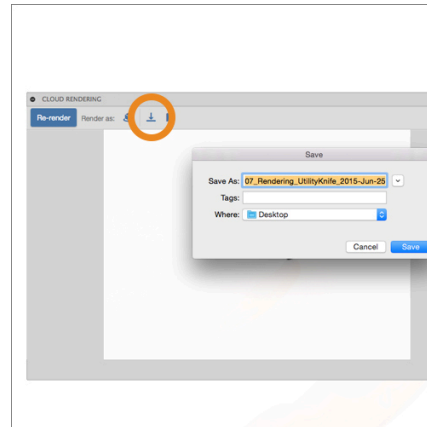 CLOUD RENDERING
Re-render Render as:
Save
Save As: 07_Rendering_UtilityKnife_2015-Jun-25
Tags:
Where: Desktop
Cancel Save